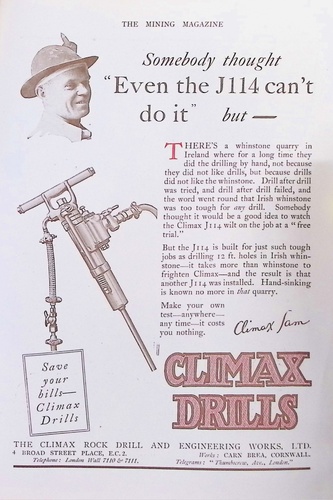 THE MINING MAGAZINE
Somebody thought
"Even the J114 can't
do it" but —
THERE'S a whinstone quarry in
Ireland where for a long time they
did the drilling by hand, not because
they did not like drills, but because drills
did not like the whinstone. Drill after drill
was tried, and drill after drill failed, and
the word went round that Irish whinstone
was too tough for any drill. Somebody
thought it would be a good idea to watch
the Climax J114 wilt on the job at a "free
trial."
But the J114 is built for just such tough
jobs as drilling 12 ft. holes in Irish whin-
stone—it takes more than whinstone to
frighten Climax—and the result is that
another J114 was installed. Hand-sinking
is known no more in that quarry.
Make your own
test—anywhere—
any time—it costs
you nothing.
Climax Sam
Save
your
bills—
Climax
Drills
CLIMAX
DRILLS
THE CLIMAX ROCK DRILL AND ENGINEERING WORKS, LTD.
4 BROAD STREET PLACE, E.C.2. Works: CARN BREA, CORNWALL.
Telephone: London Wall 7110 & 7111. Telegrams: "Thumbscrew, Ave., London."